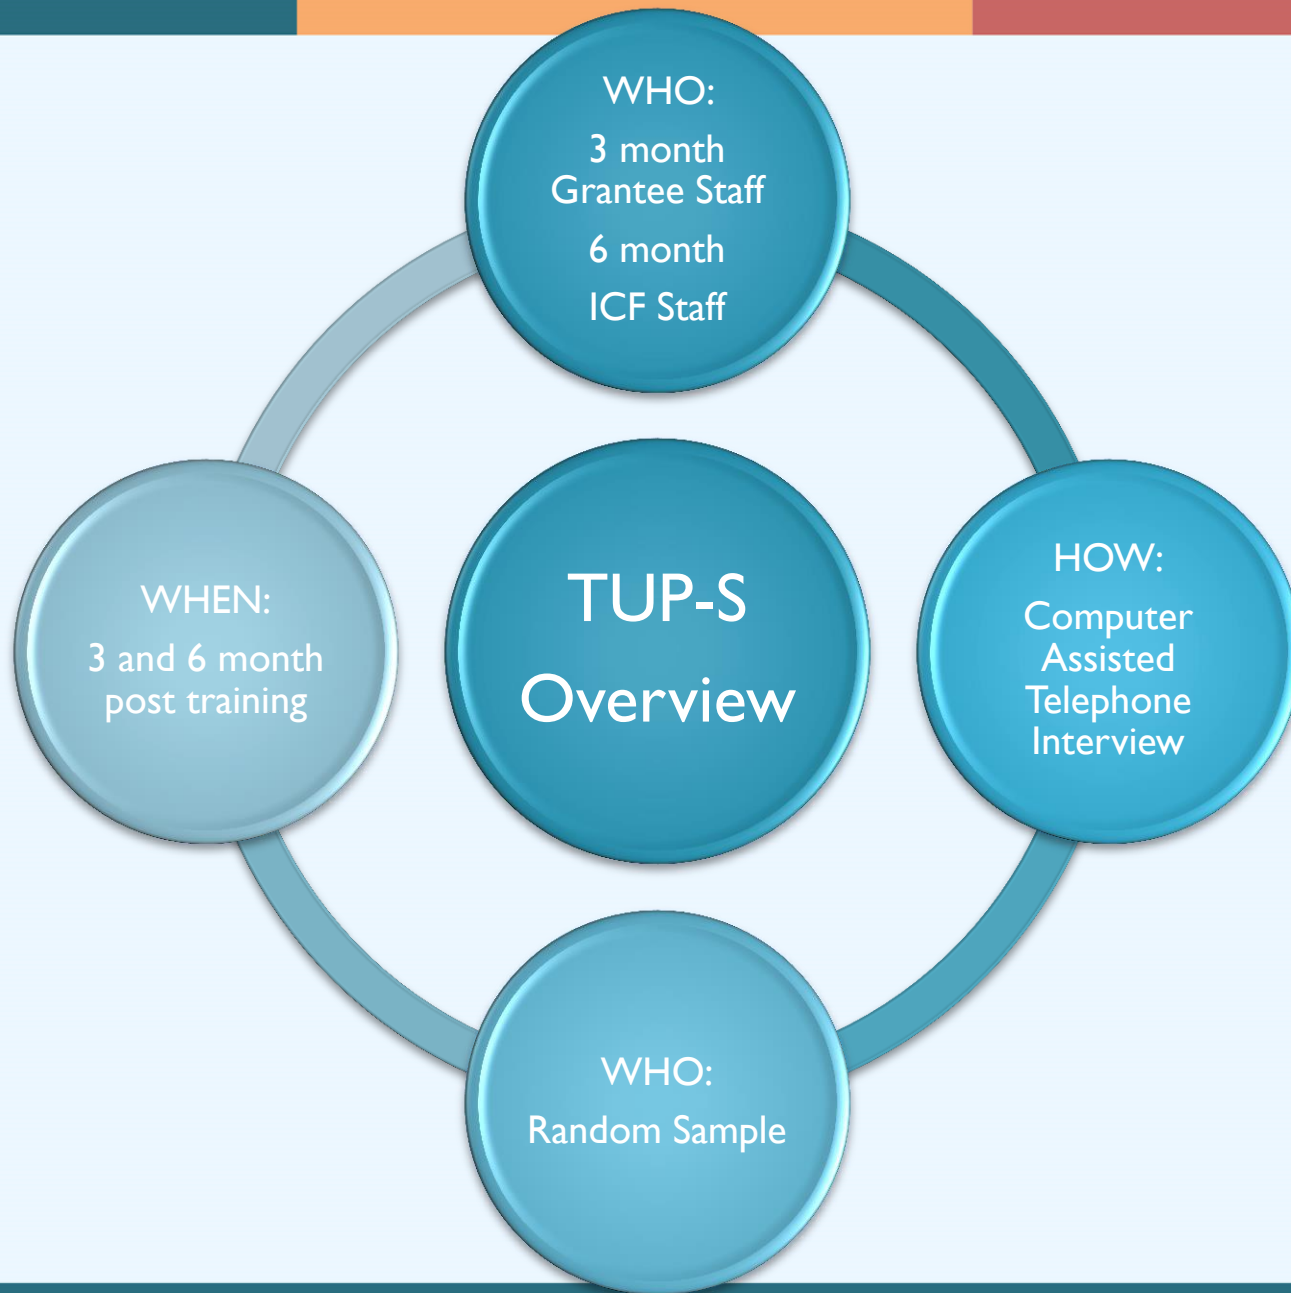 WHO:
3 month
Grantee Staff
6 month
ICF Staff
WHEN:
3 and 6 month
post training
TUP-S
Overview
HOW:
Computer
Assisted
Telephone
Interview
WHO:
Random Sample